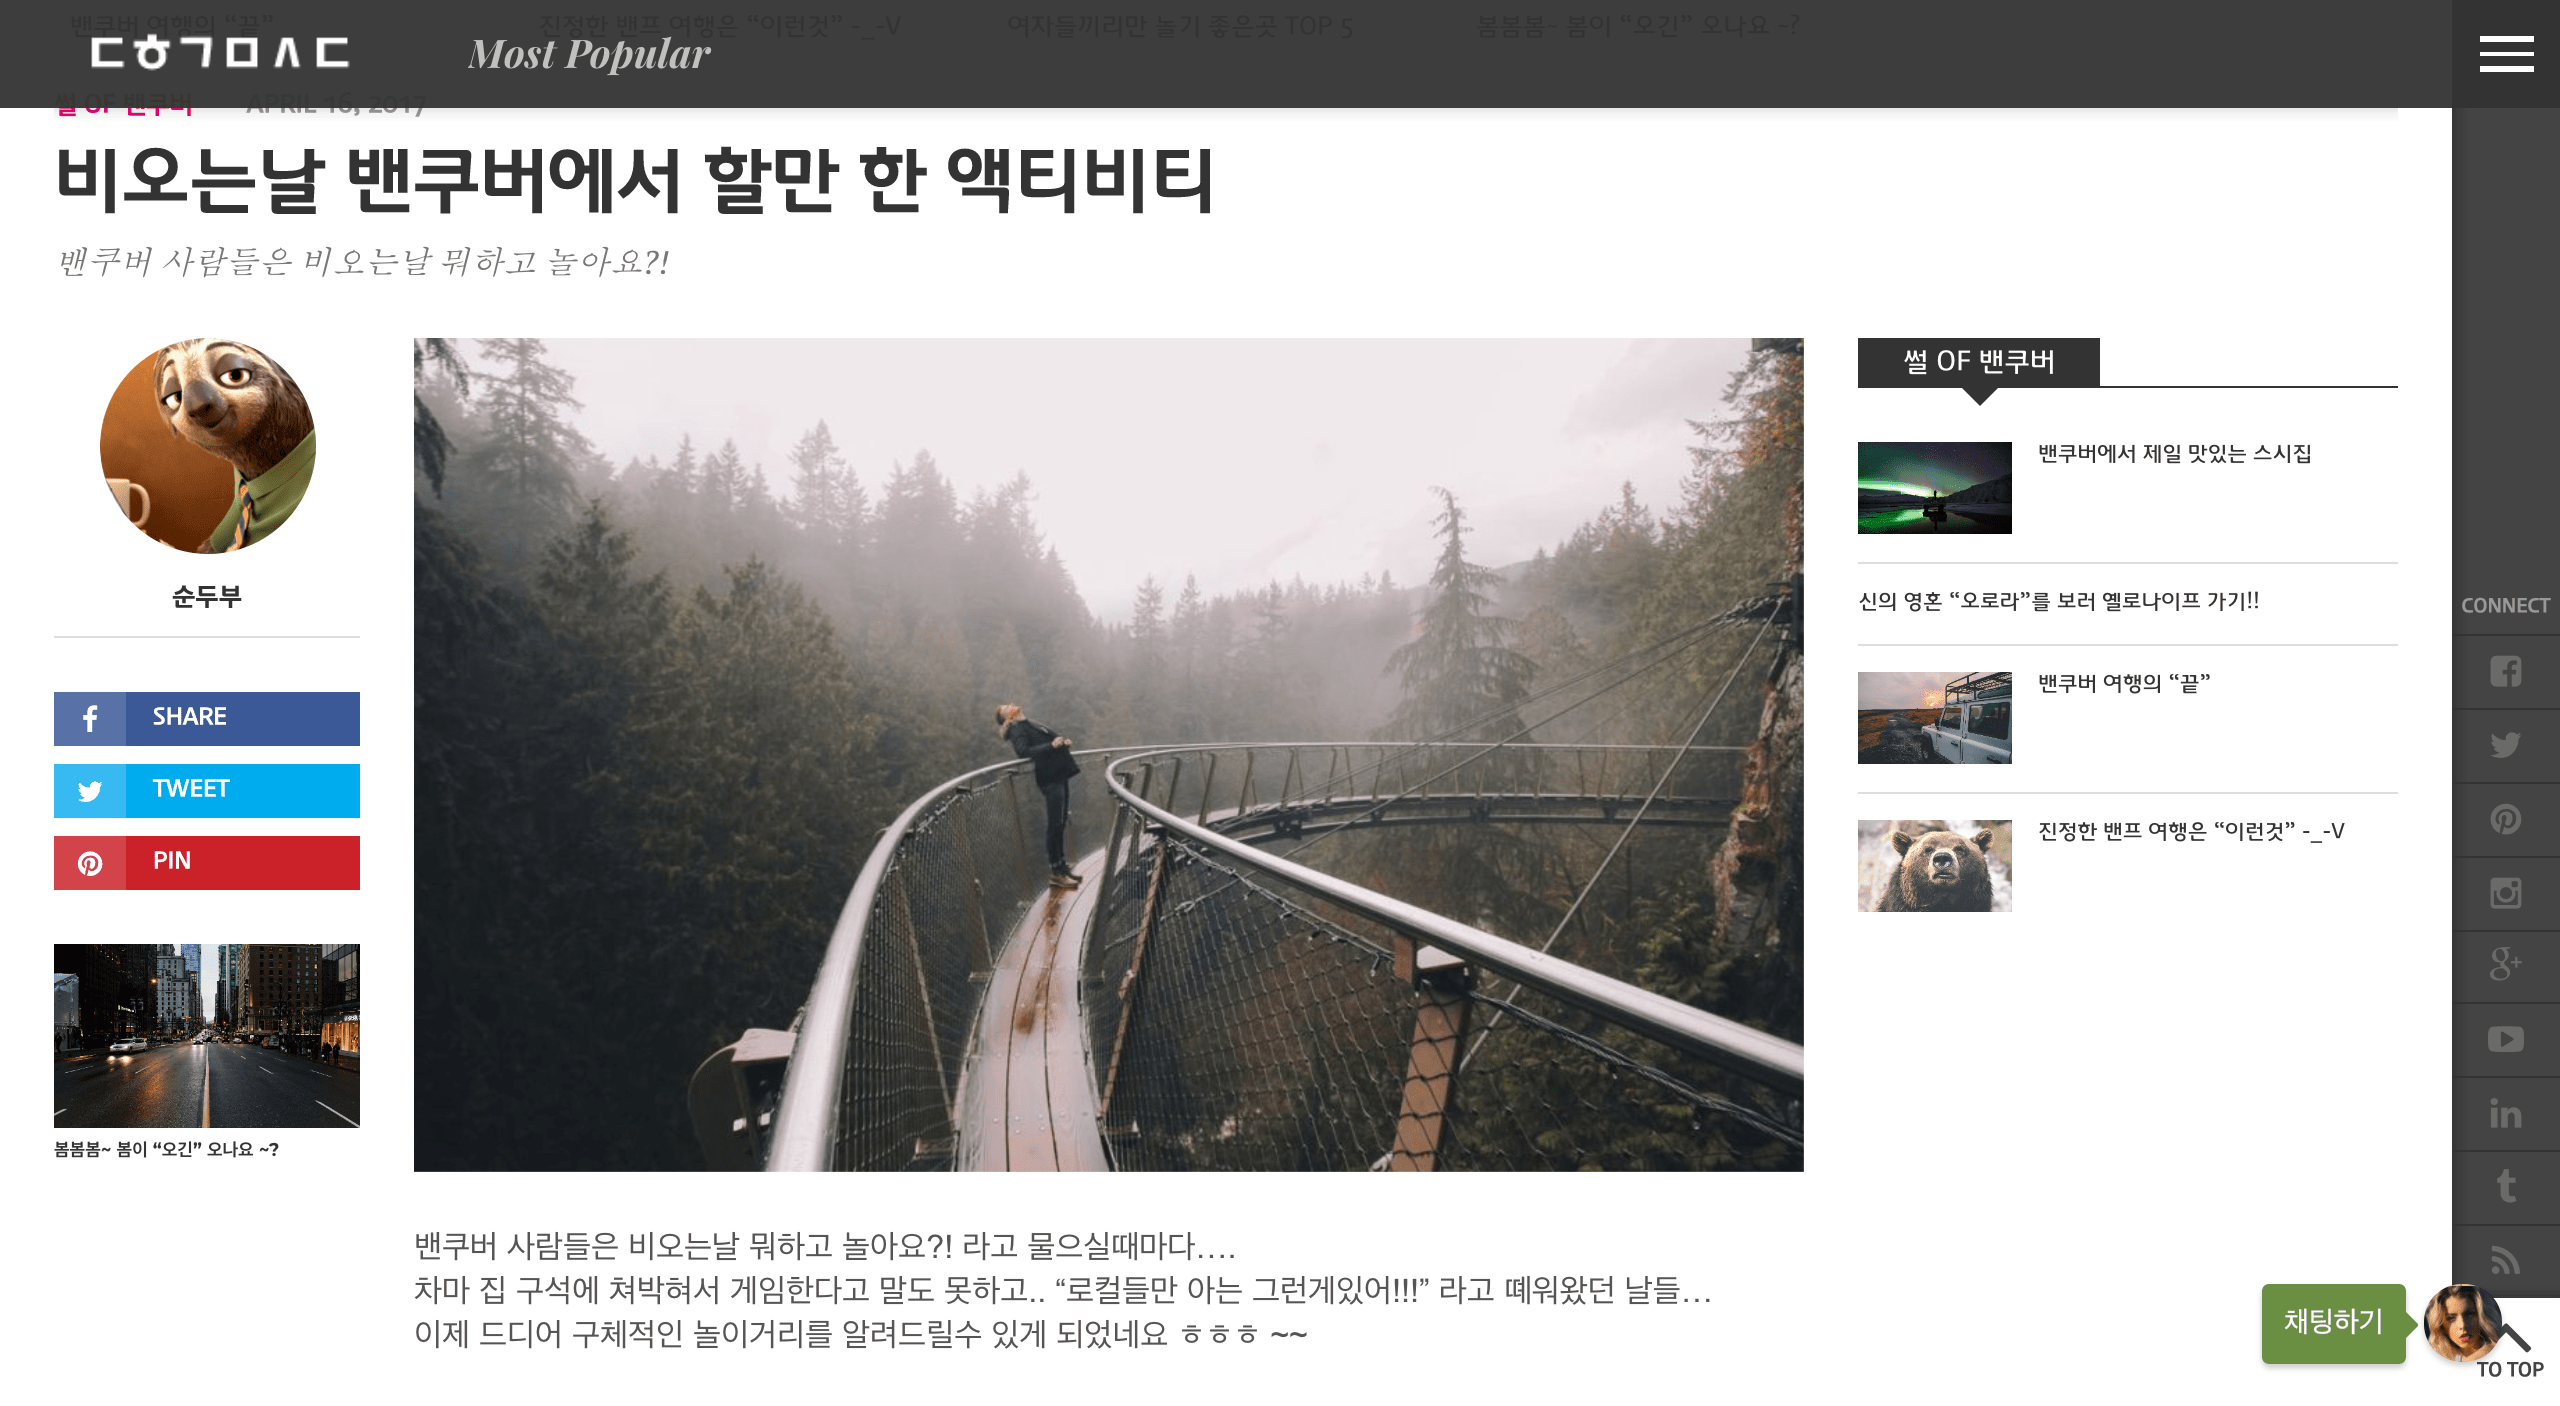 밴쿠버 여행의 “끝”
진정한 밴프 여행은 “이런것” -_-V
여자들끼리만 놀기 좋은곳 TOP 5
봄봄봄~ 봄이 “오긴” 오나요 ~?
ㄷㅎㄱㅁㅅㄷ
Most Popular
썰 OF 밴쿠버
APRIL 16, 2017
비오는날 밴쿠버에서 할만 한 액티비티
밴쿠버 사람들은 비오는날 뭐하고 놀아요?!
순두부
SHARE
TWEET
PIN
봄봄봄~ 봄이 “오긴” 오나요 ~?
밴쿠버 사람들은 비오는날 뭐하고 놀아요?! 라고 물으실때마다….
차마 집 구석에 쳐박혀서 게임한다고 말도 못하고.. “로컬들만 아는 그런게있어!!!” 라고 뗴워왔던 날들…
이제 드디어 구체적인 놀이거리를 알려드릴수 있게 되었네요 ㅎㅎㅎ ~~
썰 OF 밴쿠버
밴쿠버에서 제일 맛있는 스시집
신의 영혼 “오로라”를 보러 옐로나이프 가기!!
밴쿠버 여행의 “끝”
진정한 밴프 여행은 “이런것” -_-V
CONNECT
채팅하기
TO TOP